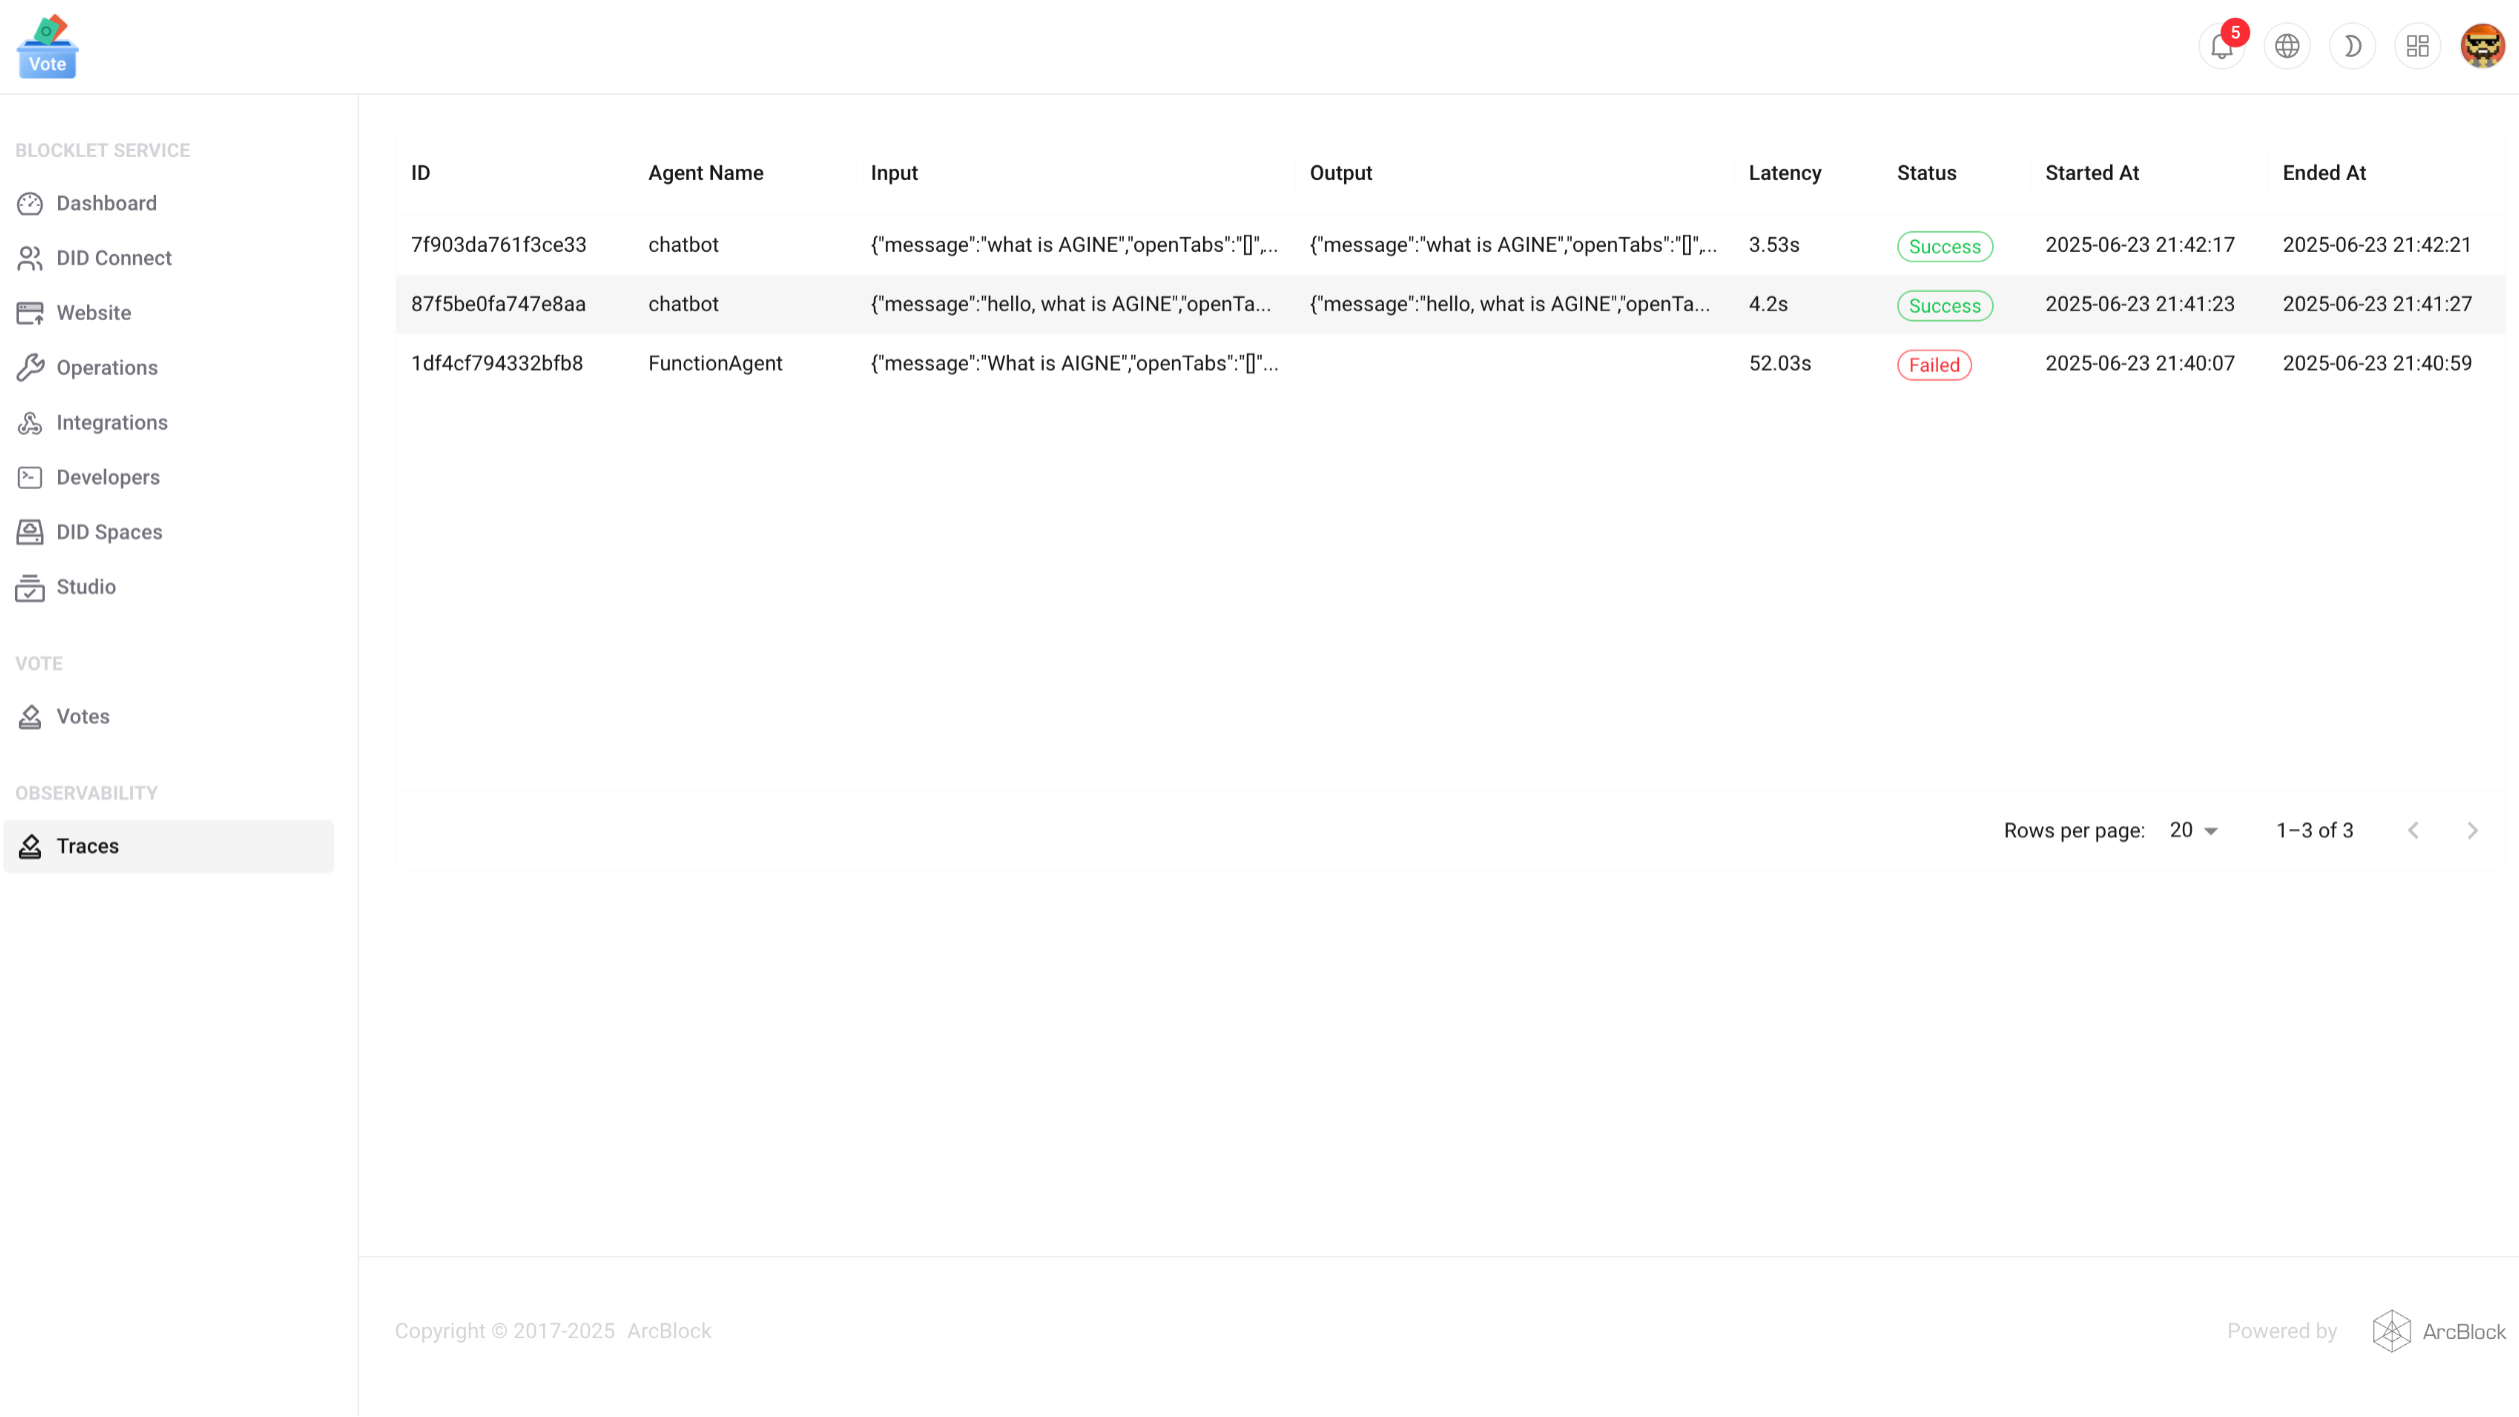 Vote
5
BLOCKLET SERVICE
Dashboard
DID Connect
Website
Operations
Integrations
Developers
DID Spaces
Studio
VOTE
Votes
OBSERVABILITY
Traces
ID Agent Name Input Output Latency Status Started At Ended At
7f903da761f3ce33 chatbot {"message":"what is AGINE","openTabs":"[]",... {"message":"what is AGINE","openTabs":"[]",... 3.53s Success 2025-06-23 21:42:17 2025-06-23 21:42:21
87f5be0fa747e8aa chatbot {"message":"hello, what is AGINE","openTa... {"message":"hello, what is AGINE","openTa... 4.2s Success 2025-06-23 21:41:23 2025-06-23 21:41:27
1df4cf794332bfb8 FunctionAgent {"message":"What is AIGNE","openTabs":"[]"... 52.03s Failed 2025-06-23 21:40:07 2025-06-23 21:40:59
Rows per page: 20 1–3 of 3
Copyright © 2017-2025 ArcBlock
Powered by ArcBlock